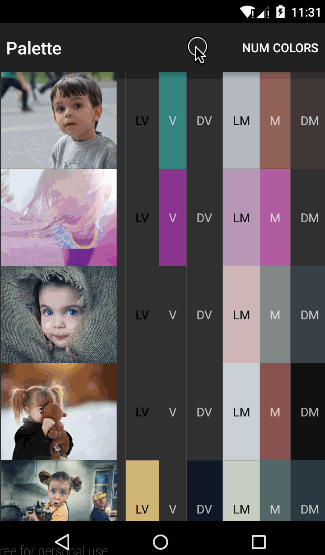 11:31
Palette NUM COLORS
LV V DV LM M DM
LV V DV LM M DM
LV V DV LM M DM
LV V DV LM M DM
LV V DV LM M DM
ree for personal use